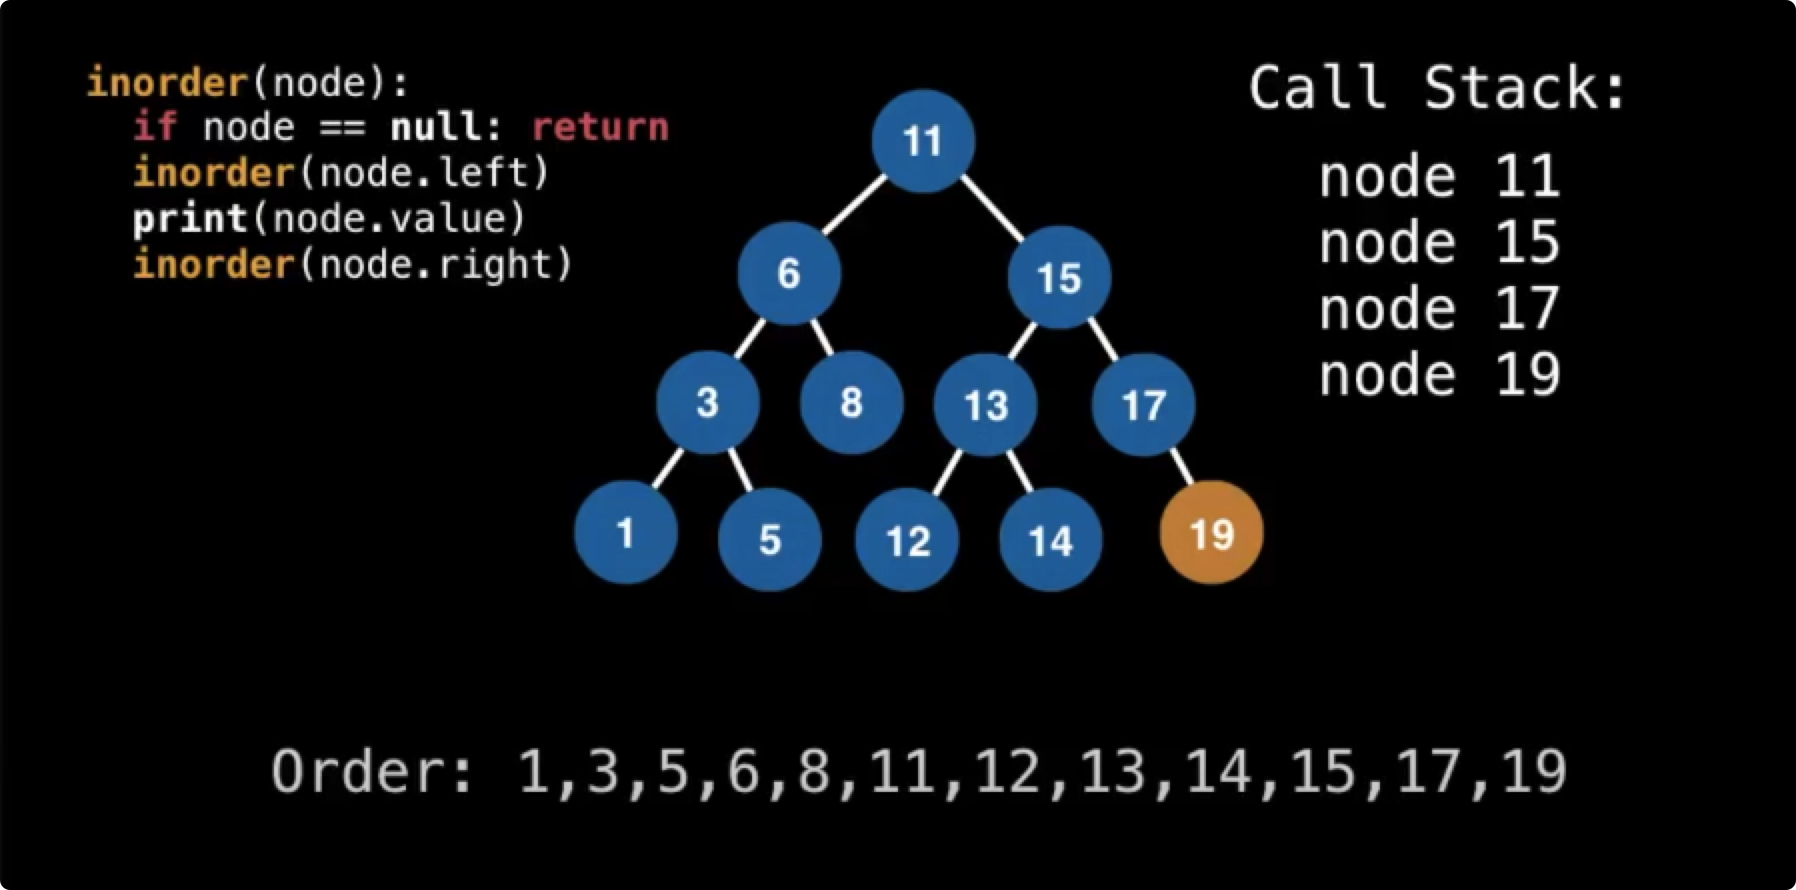 inorder(node):
if node == null: return
inorder(node.left)
print(node.value)
inorder(node.right)
11
6
15
3
8
13
17
1
5
12
14
19
Call Stack:
node 11
node 15
node 17
node 19
Order: 1,3,5,6,8,11,12,13,14,15,17,19